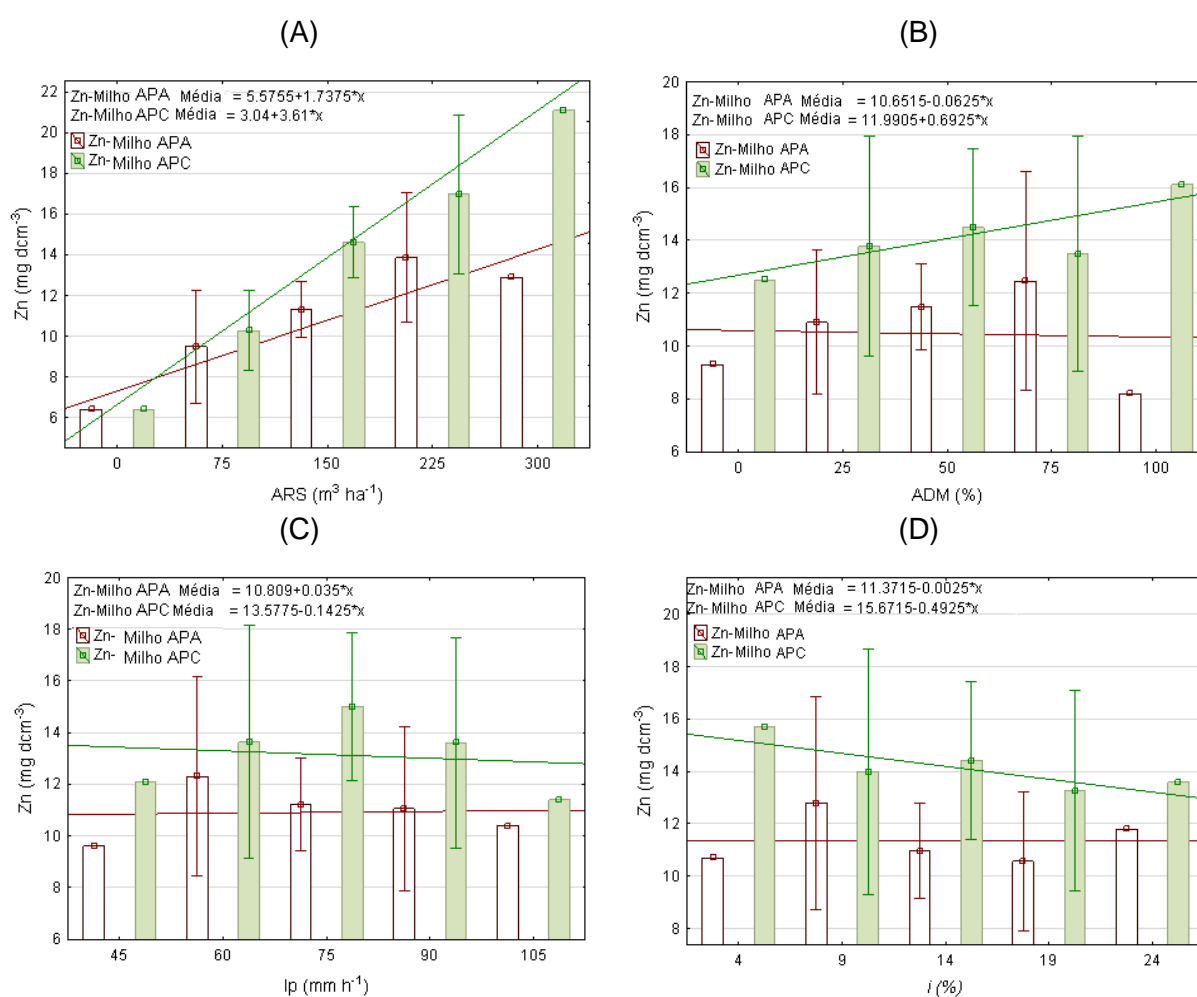 (A)
Zn-Milho APA Média = 5.5755+1.7375*x
Zn-Milho APC Média = 3.04+3.61*x
Zn-Milho APA
Zn-Milho APC
22
20
18
16
14
12
10
8
6
Zn (mg dcm⁻³)
0 75 150 225 300
ARS (m³ ha⁻¹)
(B)
Zn-Milho APA Média = 10.6515-0.0625*x
Zn-Milho APC Média = 11.9905+0.6925*x
Zn-Milho APA
Zn-Milho APC
20
18
16
14
12
10
8
6
Zn (mg dcm⁻³)
0 25 50 75 100
ADM (%)
(C)
Zn-Milho APA Média = 10.809+0.035*x
Zn-Milho APC Média = 13.5775-0.1425*x
Zn- Milho APA
Zn- Milho APC
20
18
16
14
12
10
8
6
Zn (mg dcm⁻³)
45 60 75 90 105
Ip (mm h⁻¹)
(D)
Zn-Milho APA Média = 11.3715-0.0025*x
Zn-Milho APC Média = 15.6715-0.4925*x
Zn-Milho APA
Zn-Milho APC
20
18
16
14
12
10
8
Zn (mg dcm⁻³)
4 9 14 19 24
i (%)